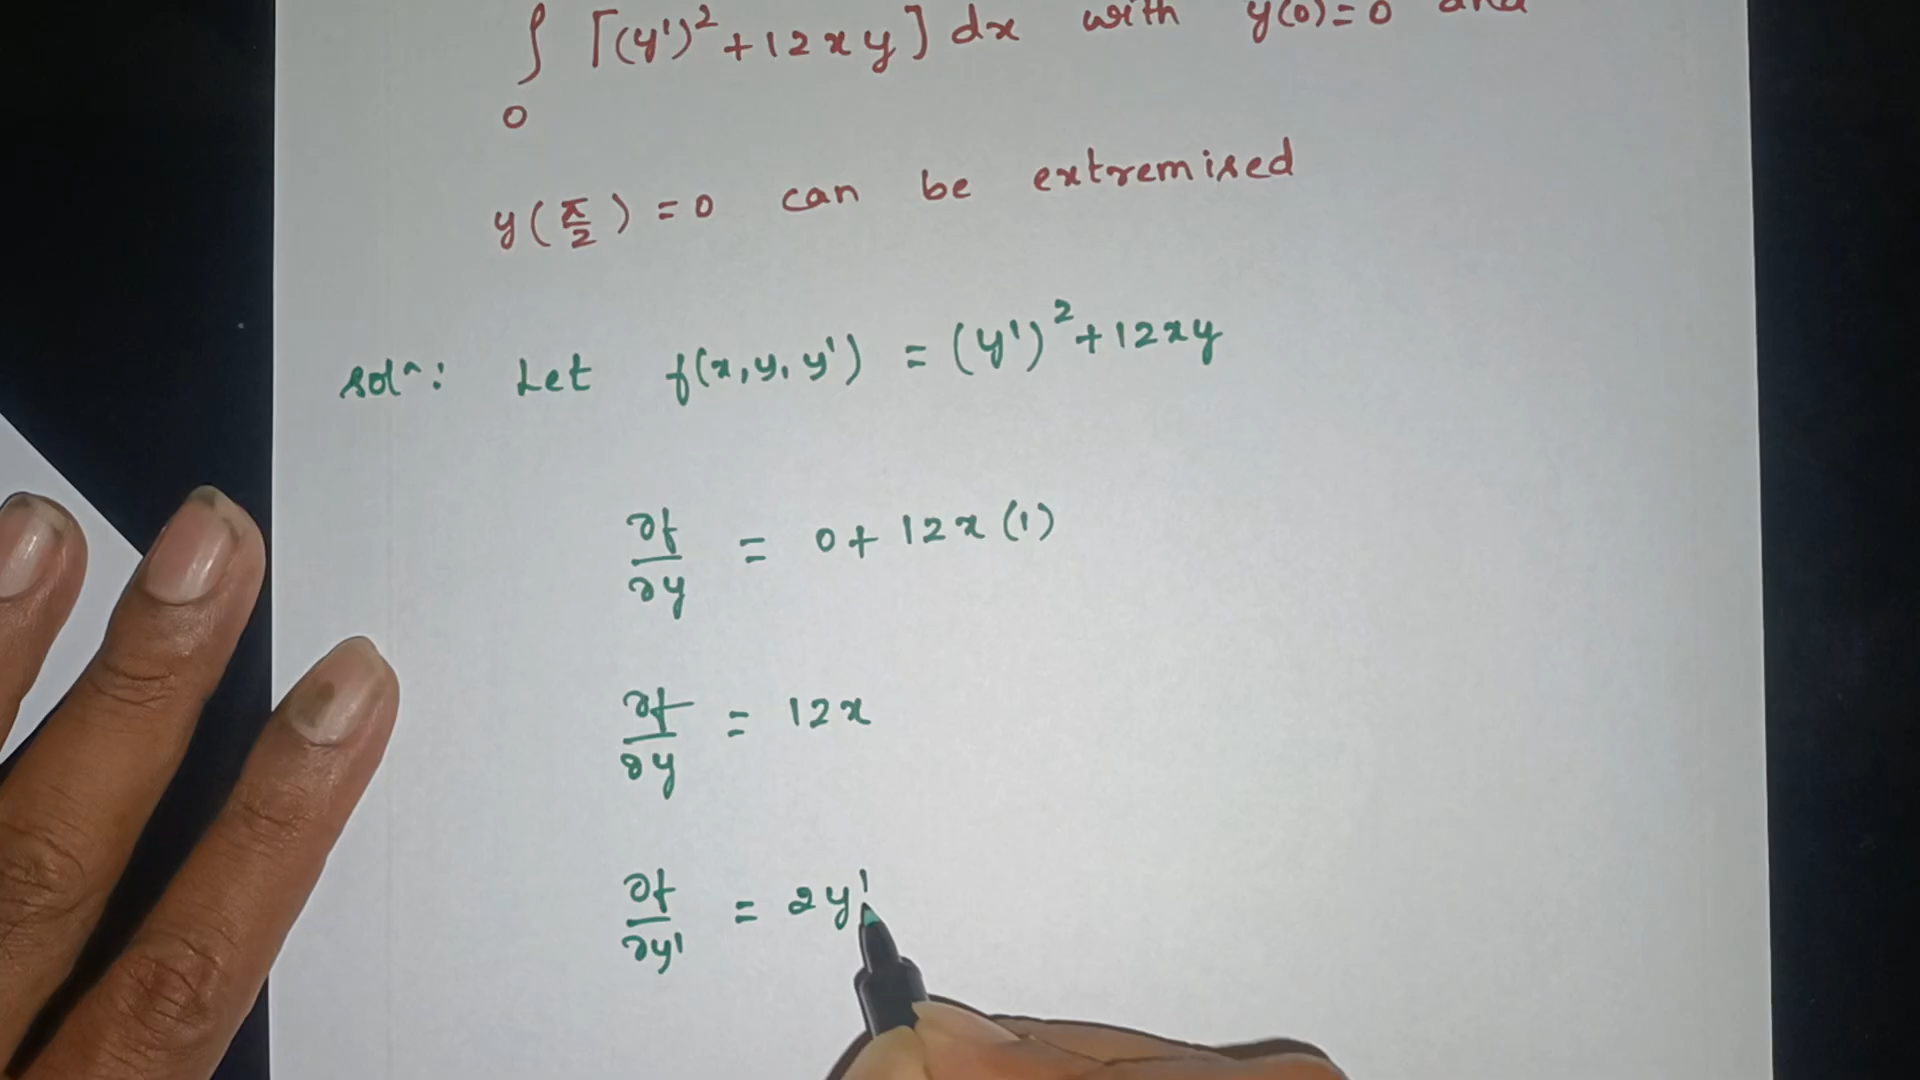 ∫₀ [(y')² + 12xy] dx with y(0) = 0 and
y(π/2) = 0 can be extremised
solⁿ: Let f(x, y, y') = (y')² + 12xy
∂f/∂y = 0 + 12x(1)
∂f/∂y = 12x
∂f/∂y' = 2y'